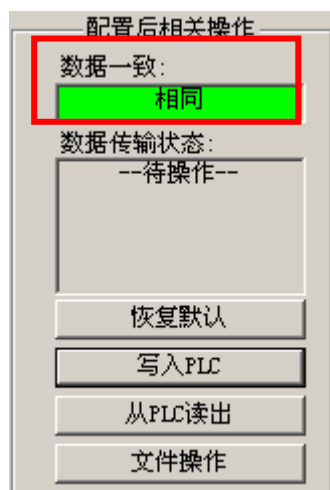 配置后相关操作
数据一致:
相同
数据传输状态:
--待操作--
恢复默认
写入PLC
从PLC读出
文件操作